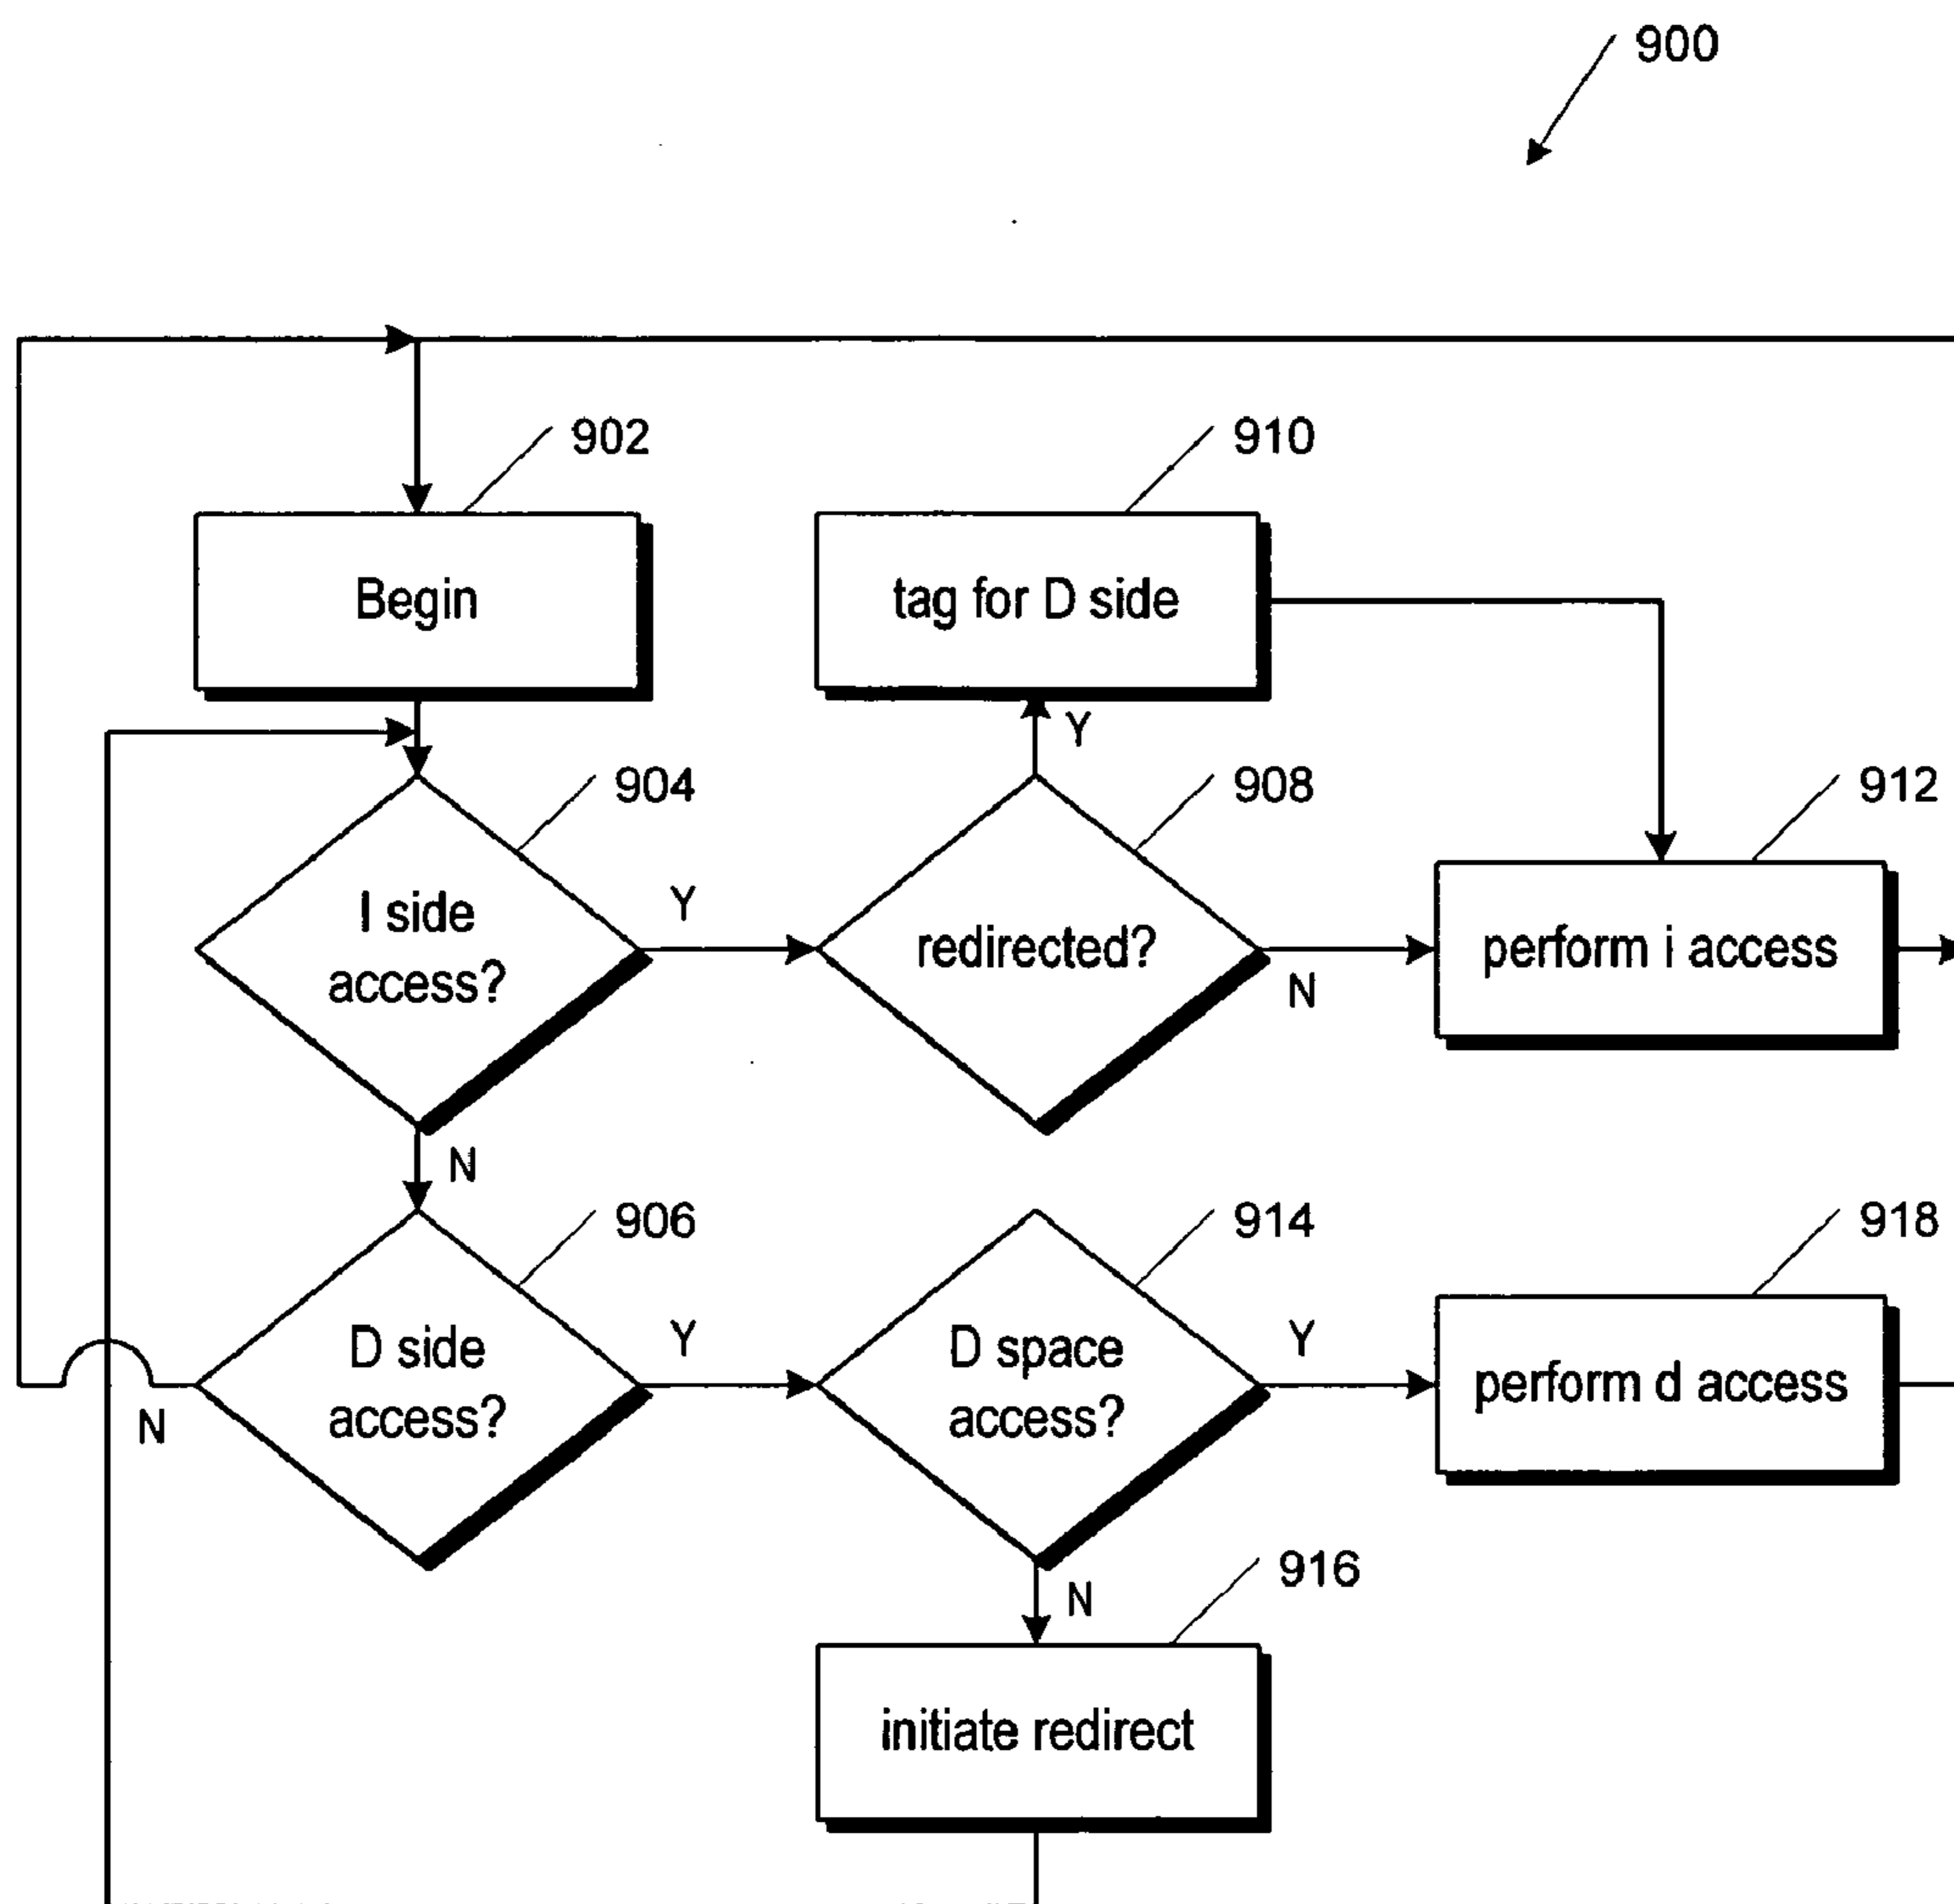 900
902
910
Begin
tag for D side
Y
904
908
912
I side
access?
Y
redirected?
N
perform i access
N
906
914
918
D side
access?
Y
D space
access?
Y
perform d access
N
916
N
initiate redirect